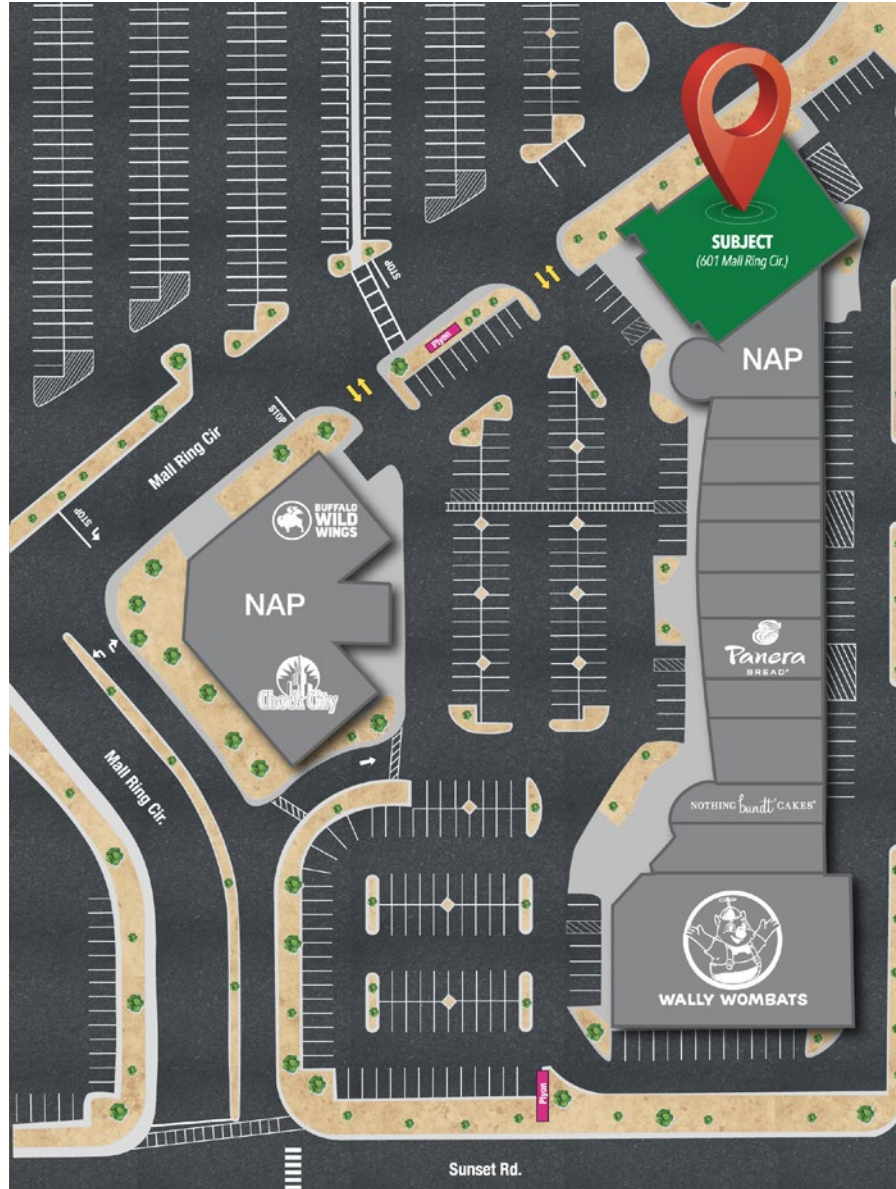 SUBJECT
(601 Mall Ring Cir.)
STOP
Plyon
NAP
STOP
Mall Ring Cir
STOP
BUFFALO
WILD
WINGS
NAP
Panera
BREAD®
Check City
Mall Ring Cir.
NOTHING bundt CAKES®
WALLY WOMBATS
Plyon
Sunset Rd.